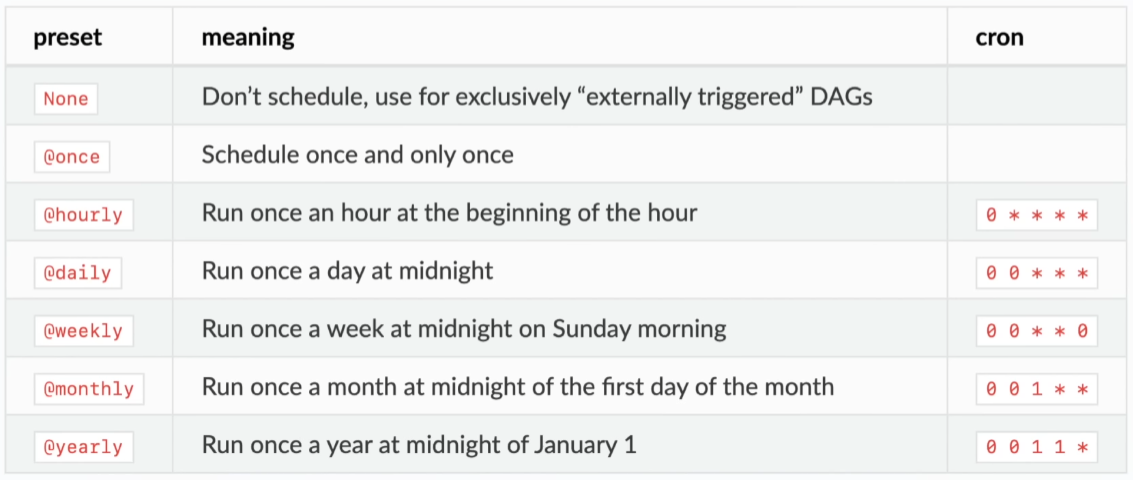 preset meaning cron
None Don’t schedule, use for exclusively “externally triggered” DAGs
@once Schedule once and only once
@hourly Run once an hour at the beginning of the hour 0 * * * *
@daily Run once a day at midnight 0 0 * * *
@weekly Run once a week at midnight on Sunday morning 0 0 * * 0
@monthly Run once a month at midnight of the first day of the month 0 0 1 * *
@yearly Run once a year at midnight of January 1 0 0 1 1 *